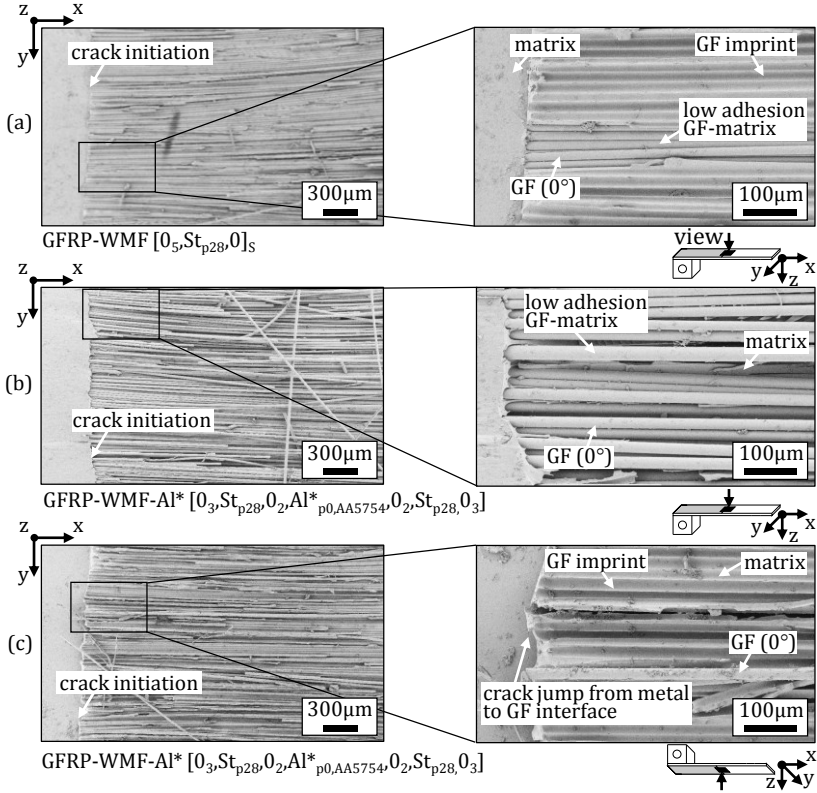 z x
y
crack initiation
(a)
300µm
matrix
GF imprint
low adhesion
GF-matrix
GF (0°)
100µm
GFRP-WMF [0₅,St_p28,0]_S
view
x
y z
z x
y
(b)
crack initiation
300µm
low adhesion
GF-matrix
matrix
GF (0°)
100µm
GFRP-WMF-Al* [0₃,St_p28,0₂,Al*_p0,AA5754,0₂,St_p28,0₃]
x
y z
z x
y
(c)
crack initiation
300µm
GF imprint
matrix
GF (0°)
crack jump from metal
to GF interface
100µm
GFRP-WMF-Al* [0₃,St_p28,0₂,Al*_p0,AA5754,0₂,St_p28,0₃]
x
z y